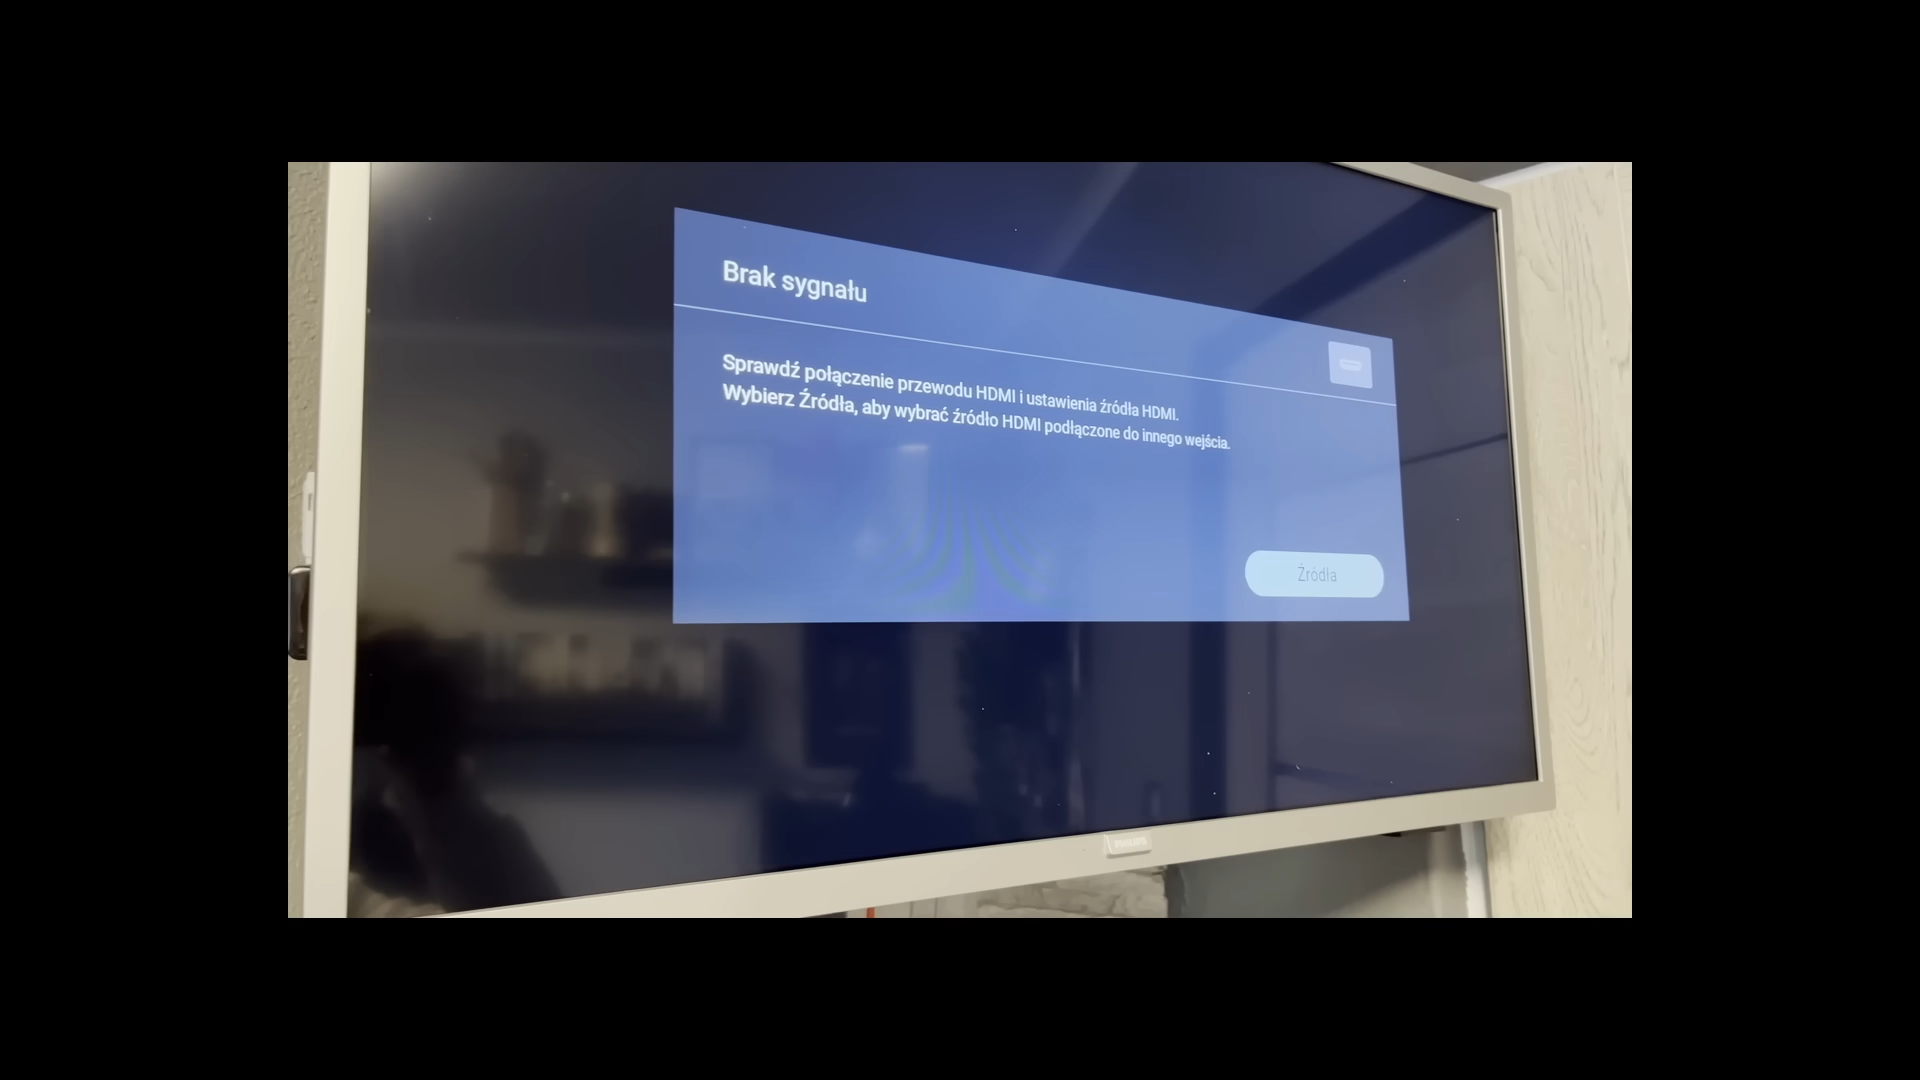 Brak sygnału
Sprawdź połączenie przewodu HDMI i ustawienia źródła HDMI.
Wybierz Źródła, aby wybrać źródło HDMI podłączone do innego wejścia.
Źródła
PHILIPS